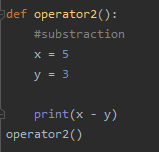 def operator2():
    #substraction
    x = 5
    y = 3

    print(x - y)
operator2()